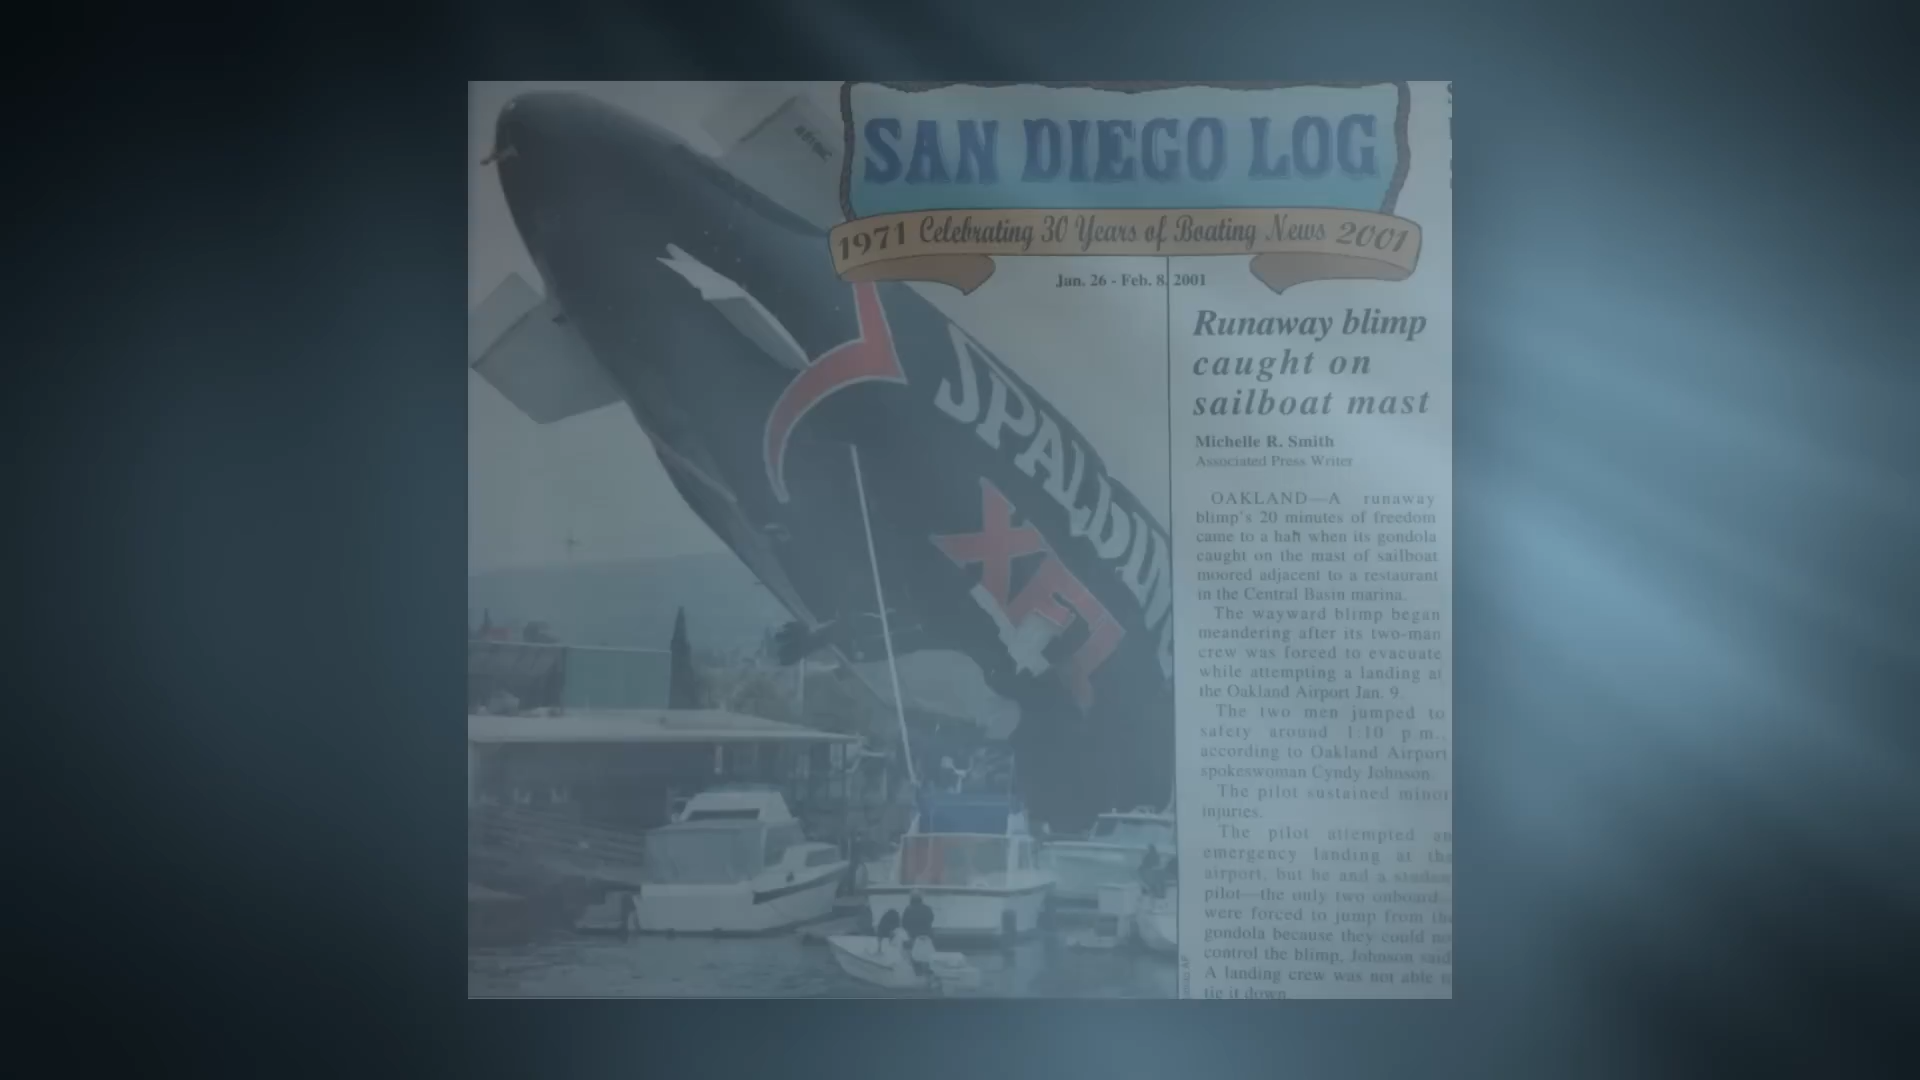 SAN DIEGO LOG
1971 Celebrating 30 Years of Boating News 2001
Jan. 26 - Feb. 8, 2001
SPALDIN
XFL
Runaway blimp
caught on
sailboat mast
Michelle R. Smith
Associated Press Writer
OAKLAND—A runaway
blimp's 20 minutes of freedom
came to a halt when its gondola
caught on the mast of sailboat
moored adjacent to a restaurant
in the Central Basin marina.
The wayward blimp began
meandering after its two-man
crew was forced to evacuate
while attempting a landing at
the Oakland Airport Jan. 9.
The two men jumped to
safety around 1:10 p.m.,
according to Oakland Airport
spokeswoman Cyndy Johnson.
The pilot sustained minor
injuries.
The pilot attempted an
emergency landing at the
airport, but he and a studen
pilot—the only two onboard—
were forced to jump from the
gondola because they could no
control the blimp, Johnson said
A landing crew was not able
tie it down.